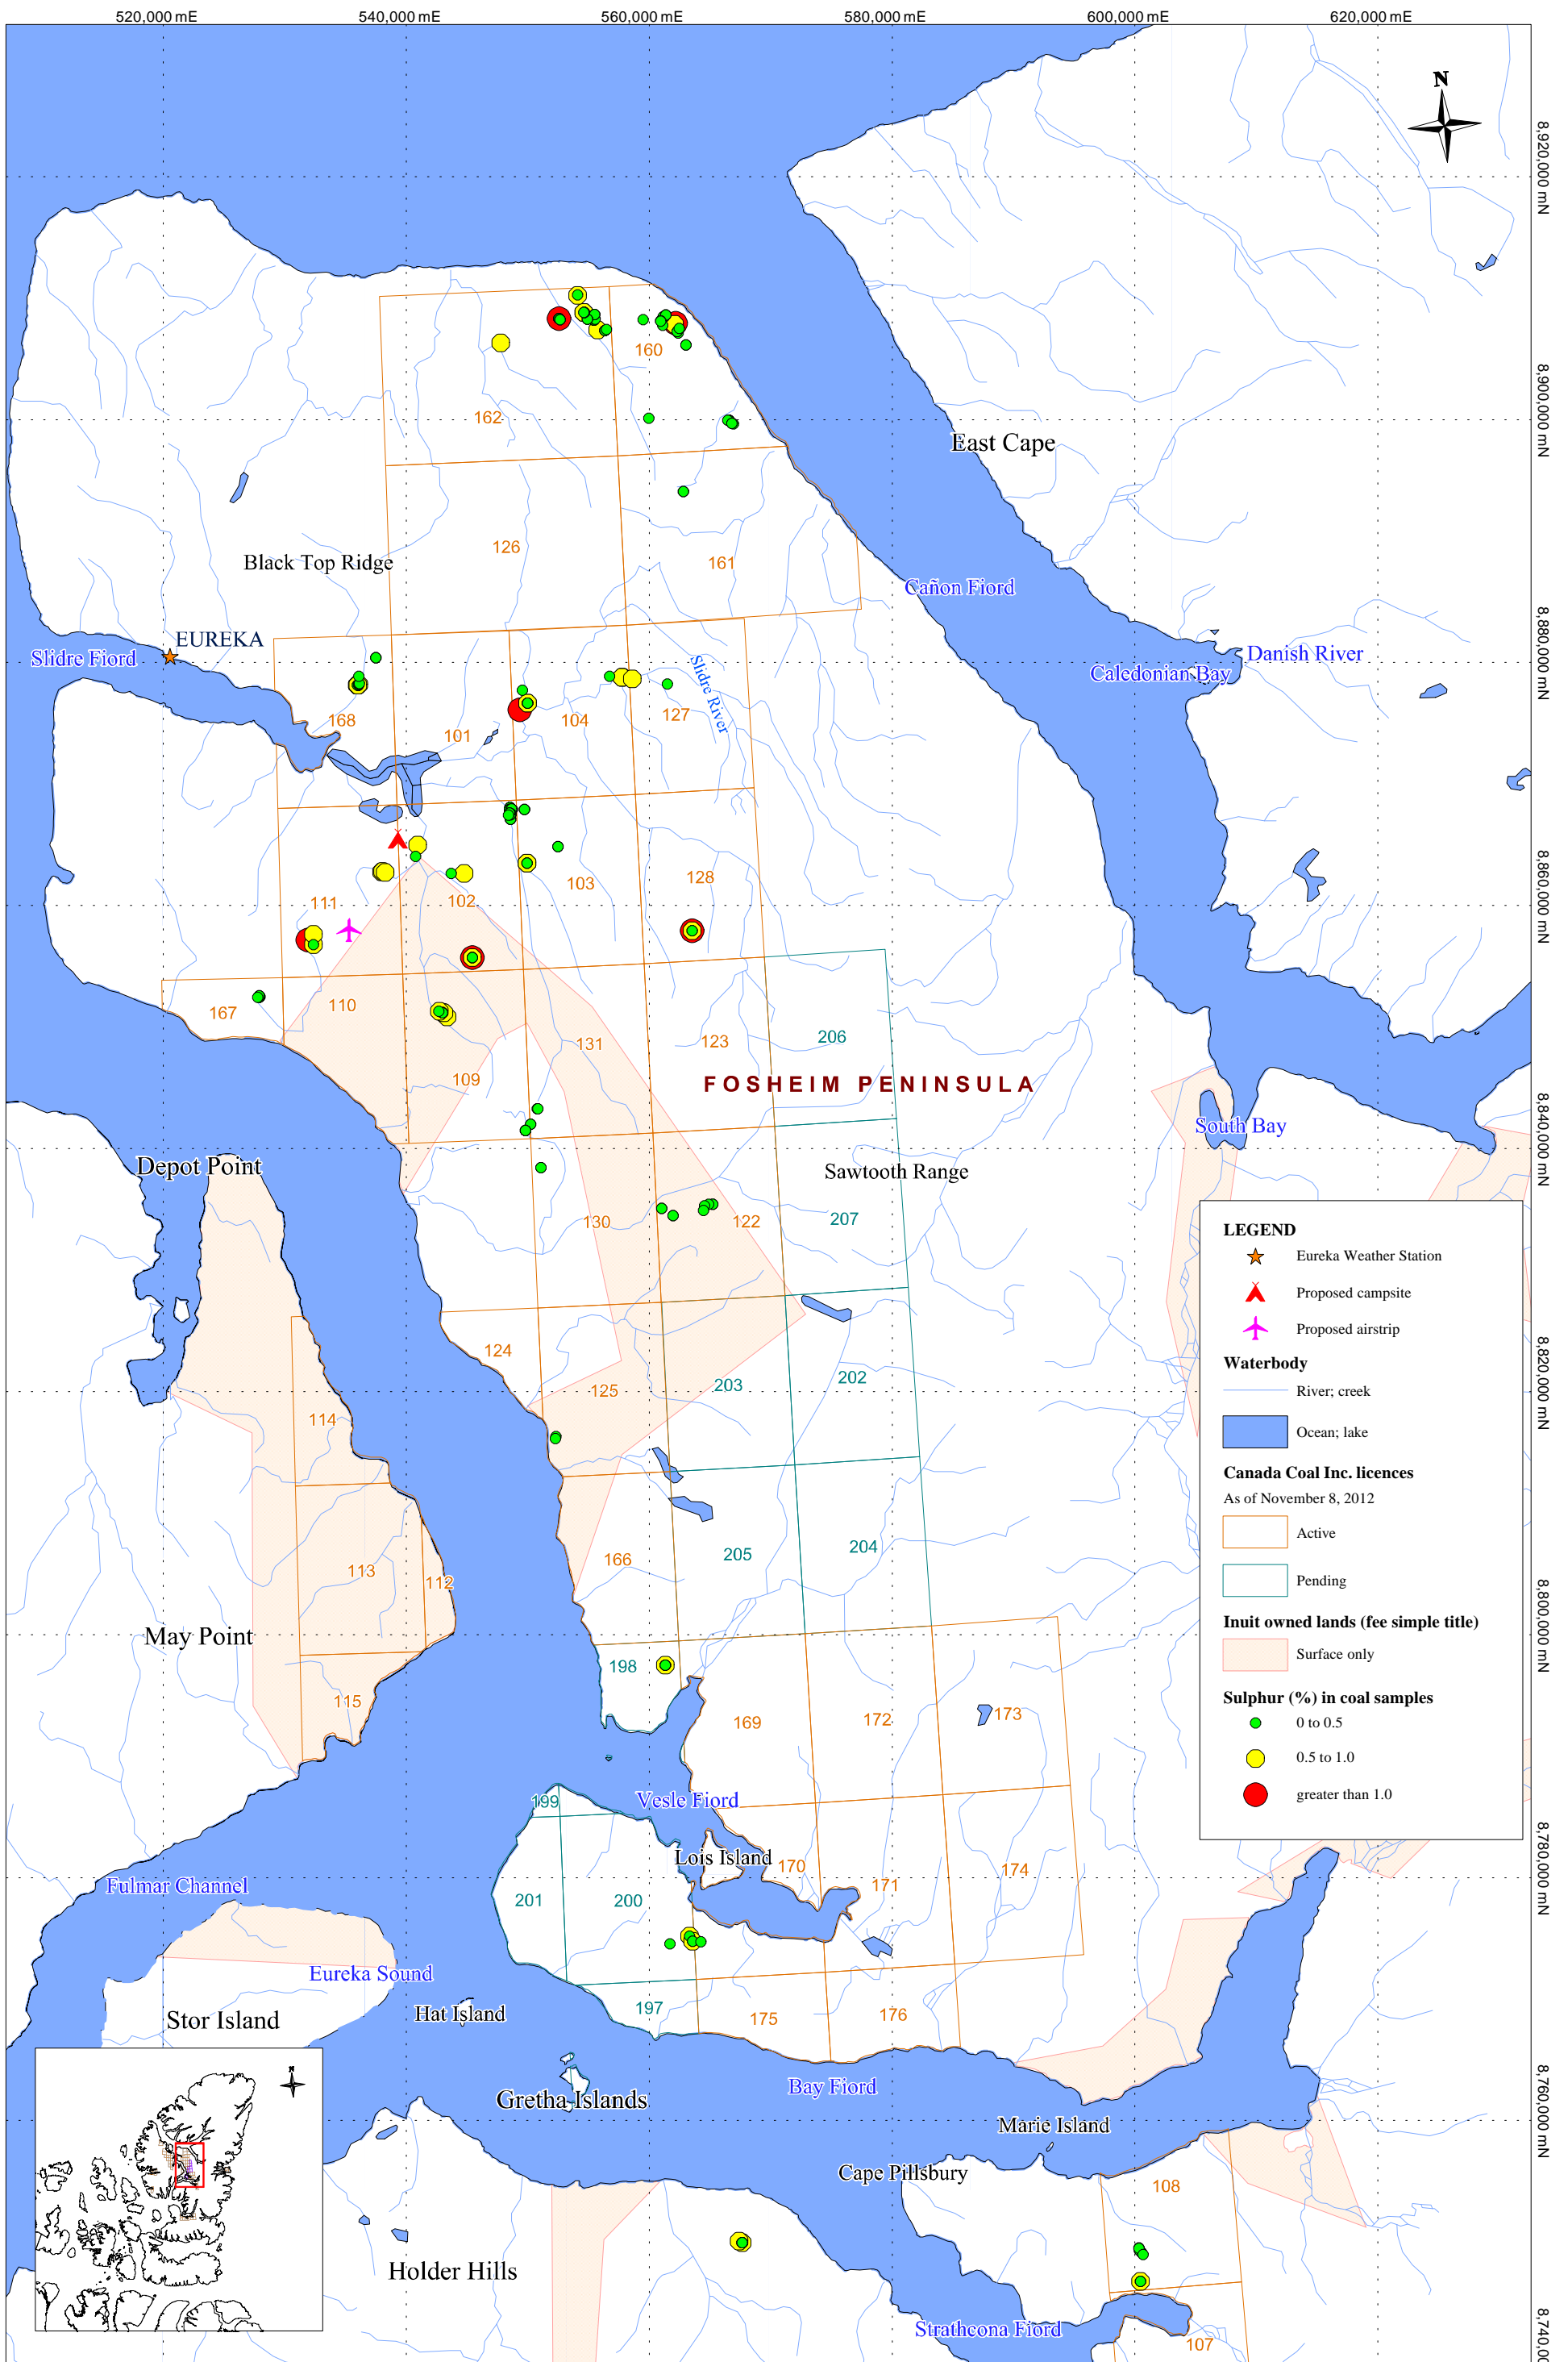 520,000 mE
540,000 mE
560,000 mE
580,000 mE
600,000 mE
620,000 mE
N
8,920,000 mN
160
8,900,000 mN
162
East Cape
126
Black Top Ridge
161
Cañon Fiord
8,880,000 mN
EUREKA
Slidre Fiord
Danish River
Caledonian Bay
Slidre River
168
101
104
127
8,860,000 mN
103
128
111
102
167
110
131
123
206
109
FOSHEIM PENINSULA
8,840,000 mN
South Bay
Depot Point
Sawtooth Range
130
122
207
LEGEND
Eureka Weather Station
Proposed campsite
Proposed airstrip
Waterbody
River; creek
Ocean; lake
Canada Coal Inc. licences
As of November 8, 2012
Active
Pending
Inuit owned lands (fee simple title)
Surface only
Sulphur (%) in coal samples
0 to 0.5
0.5 to 1.0
greater than 1.0
124
8,820,000 mN
125
203
202
114
166
205
204
113
112
8,800,000 mN
May Point
198
115
169
172
173
199
Vesle Fiord
8,780,000 mN
Lois Island
170
171
174
Fulmar Channel
201
200
Eureka Sound
Stor Island
Hat Island
197
175
176
Bay Fiord
8,760,000 mN
Gretha Islands
Marie Island
Cape Pillsbury
108
Holder Hills
Strathcona Fiord
107
8,740,00
N